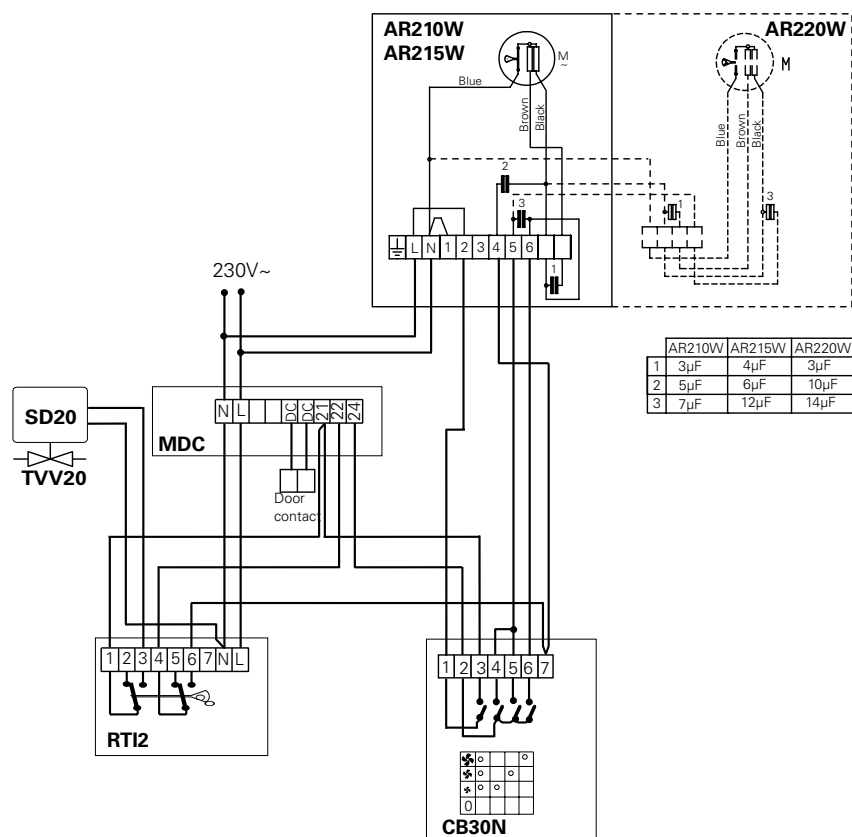 AR210W
AR215W
AR220W
M
~
M
Blue
Brown
Black
Blue
Brown
Black
2
3
1
3
1
L N 1 2 3 4 5 6
230V~
AR210W AR215W AR220W
1 3µF 4µF 3µF
2 5µF 6µF 10µF
3 7µF 12µF 14µF
SD20
TVV20
N L DC DC 21 22 24
MDC
Door
contact
1 2 3 4 5 6 7 N L
RTI2
1 2 3 4 5 6 7
0
CB30N